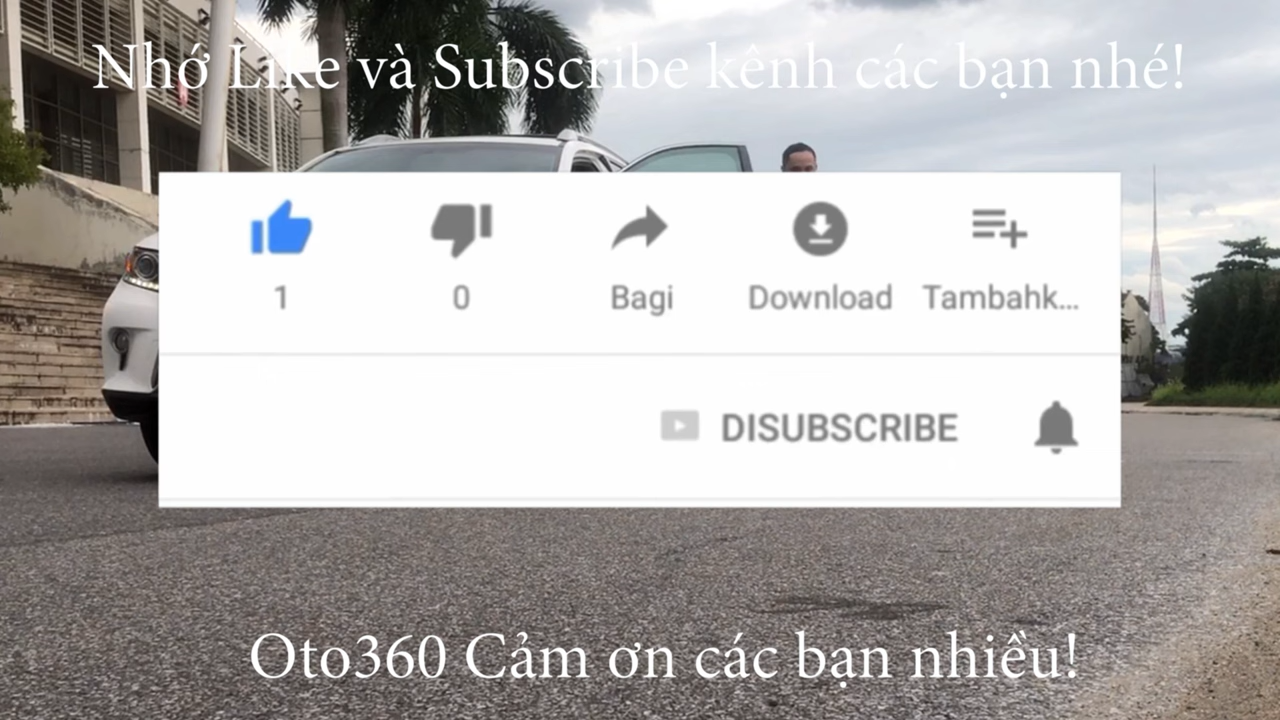 Nhớ Like và Subscribe kênh các bạn nhé!
1 0 Bagi Download Tambahk...
DISUBSCRIBE
Oto360 Cảm ơn các bạn nhiều!